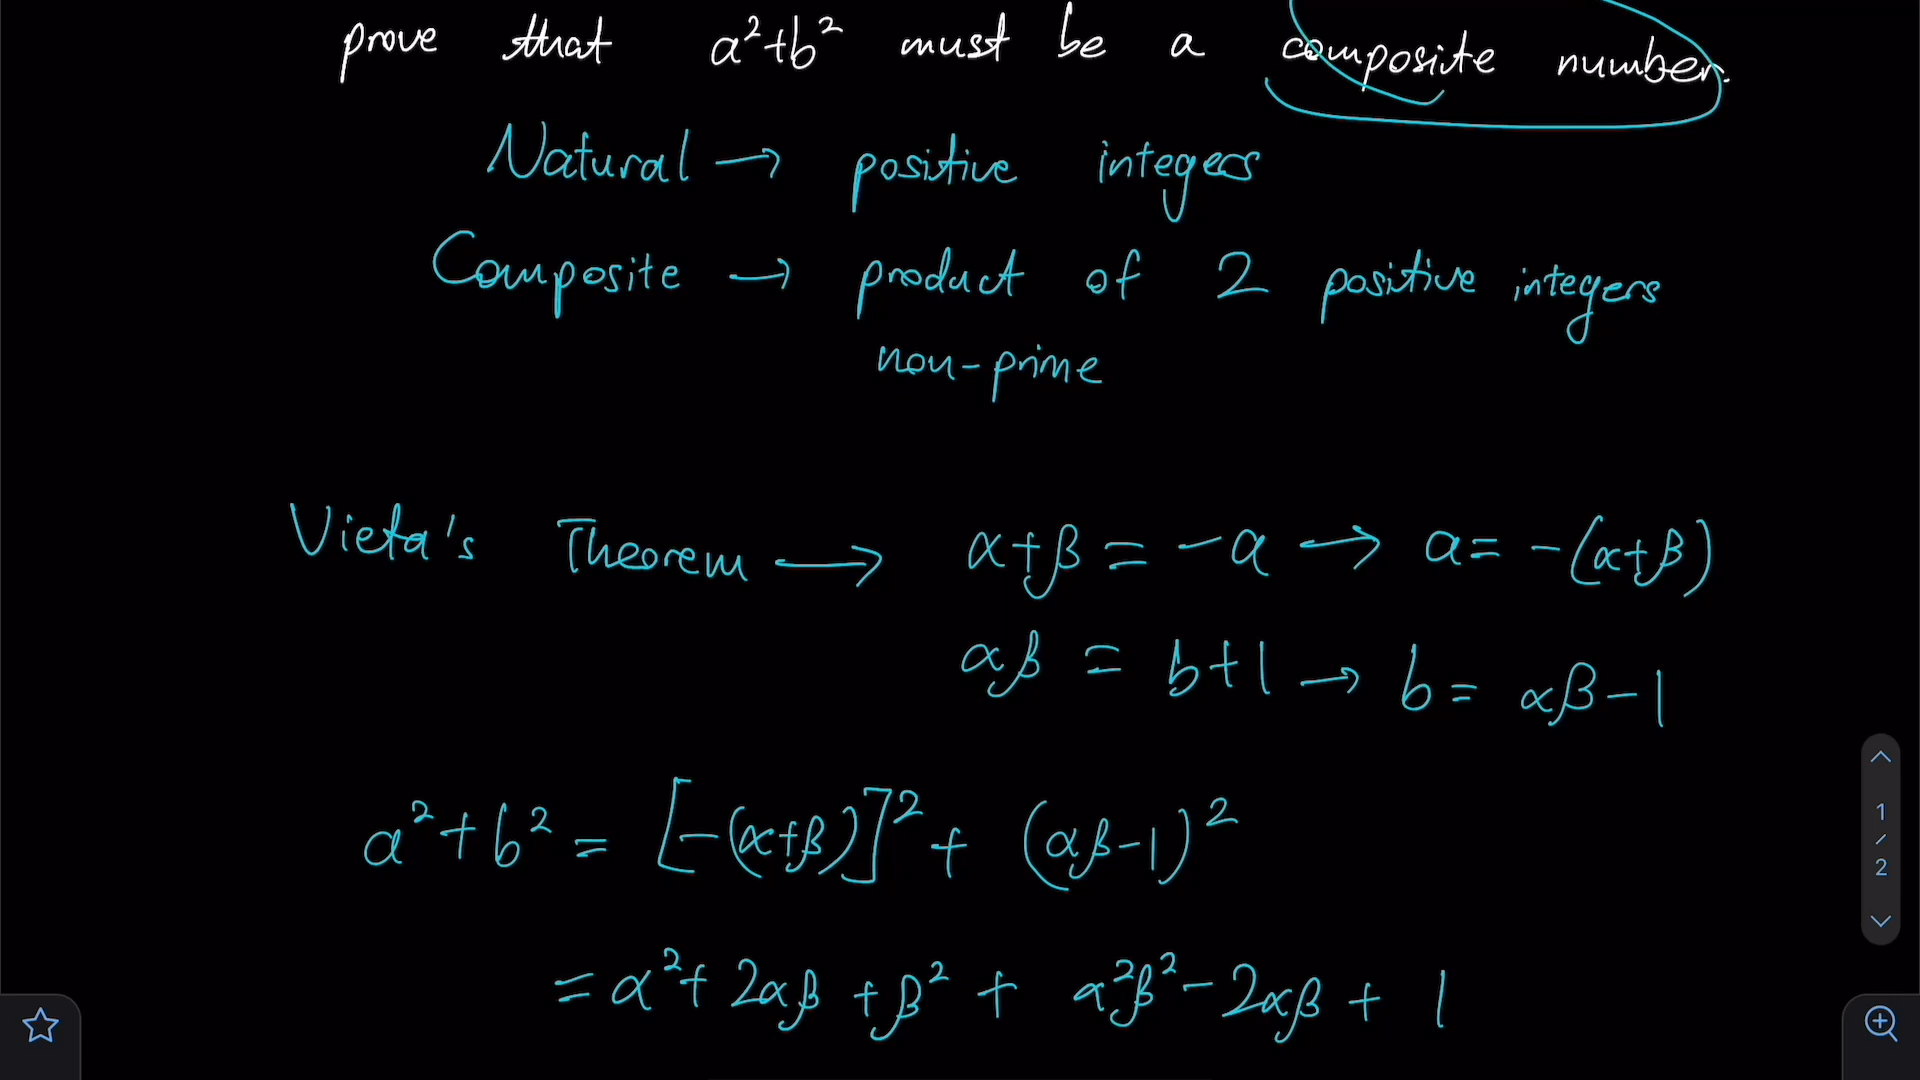 prove that a²+b² must be a composite number.
Natural → positive integers
Composite → product of 2 positive integers
non-prime
Vieta's Theorem → α+β = -a → a = -(α+β)
αβ = b+1 → b = αβ-1
a²+b² = [-(α+β)]² + (αβ-1)²
= α²+ 2αβ +β² + α²β²-2αβ + 1
1
/
2